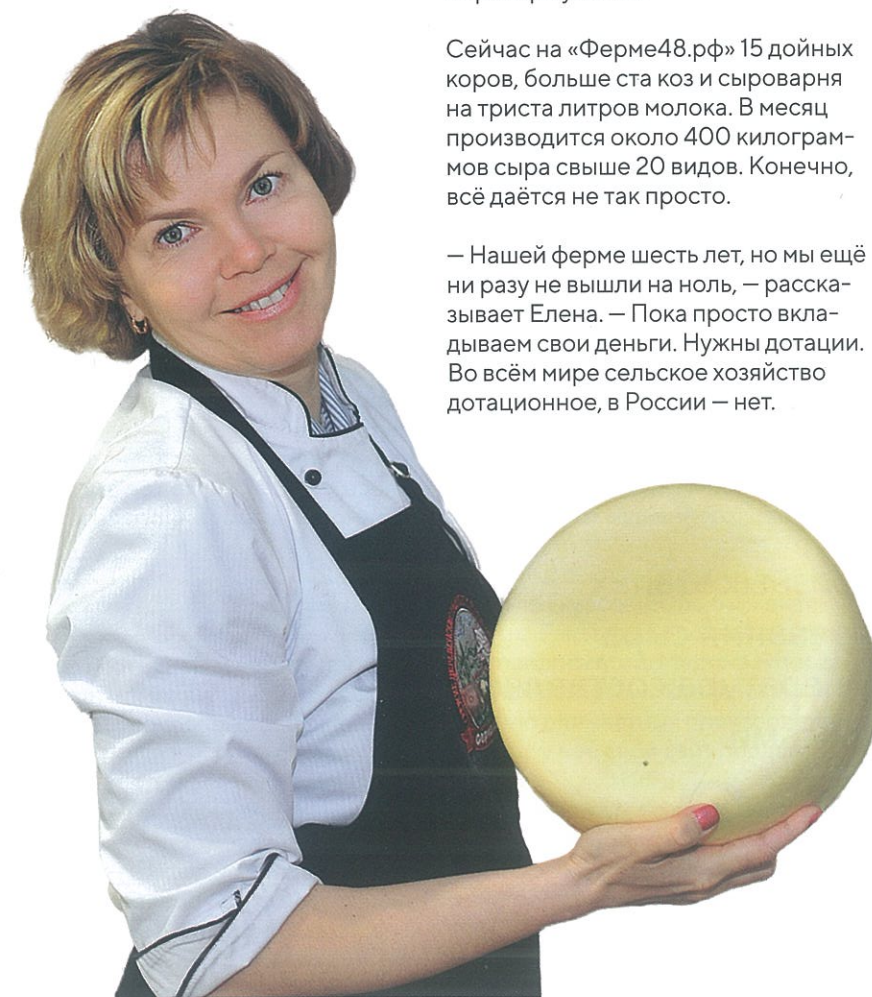 Сейчас на «Ферме48.рф» 15 дойных
коров, больше ста коз и сыроварня
на триста литров молока. В месяц
производится около 400 килограм-
мов сыра свыше 20 видов. Конечно,
всё даётся не так просто.
— Нашей ферме шесть лет, но мы ещё
ни разу не вышли на ноль, — расска-
зывает Елена. — Пока просто вкла-
дываем свои деньги. Нужны дотации.
Во всём мире сельское хозяйство
дотационное, в России — нет.